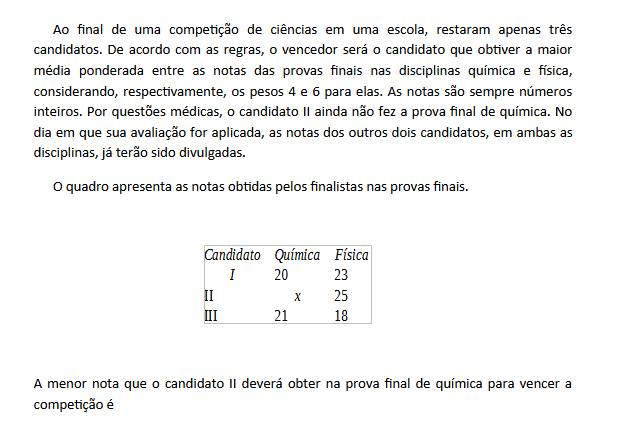 Ao final de uma competição de ciências em uma escola, restaram apenas três
candidatos. De acordo com as regras, o vencedor será o candidato que obtiver a maior
média ponderada entre as notas das provas finais nas disciplinas química e física,
considerando, respectivamente, os pesos 4 e 6 para elas. As notas são sempre números
inteiros. Por questões médicas, o candidato II ainda não fez a prova final de química. No
dia em que sua avaliação for aplicada, as notas dos outros dois candidatos, em ambas as
disciplinas, já terão sido divulgadas.
O quadro apresenta as notas obtidas pelos finalistas nas provas finais.
Candidato Química Física
I 20 23
II x 25
III 21 18
A menor nota que o candidato II deverá obter na prova final de química para vencer a
competição é